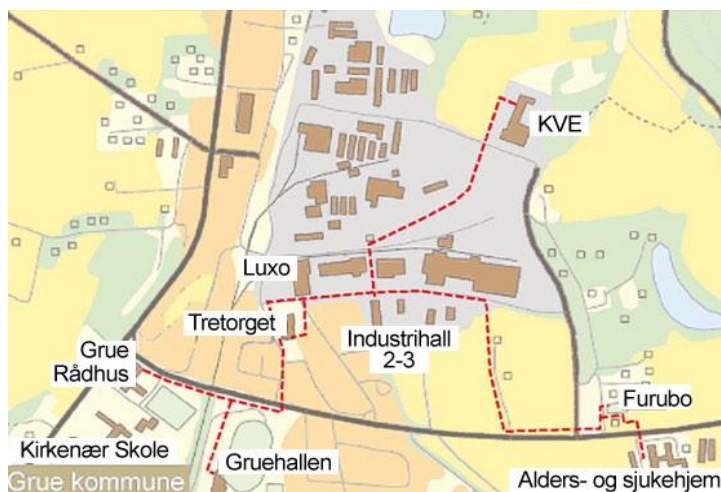 KVE
Luxo
Tretorget
Industrihall
2-3
Grue
Rådhus
Furubo
Kirkenær Skole
Gruehallen
Alders- og sjukehjem
Grue kommune